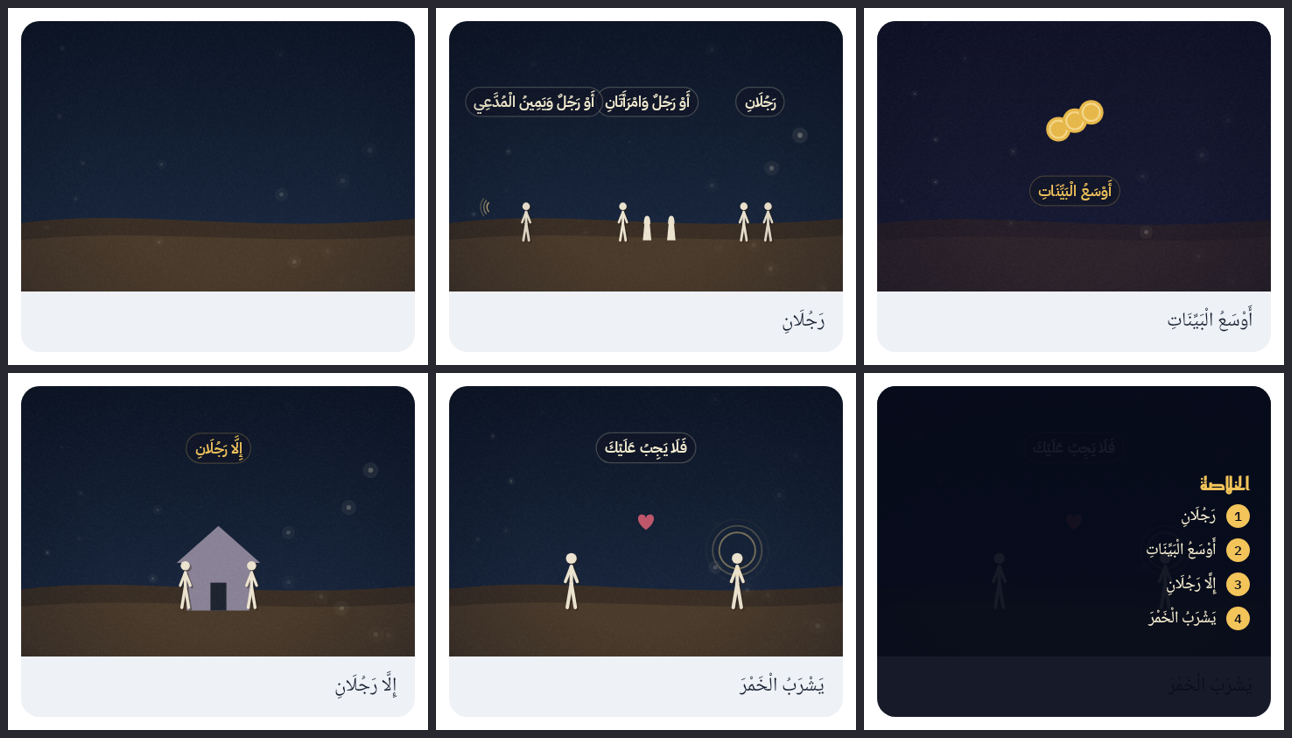 رَجُلَانِ
أَوْ رَجُلٌ وَامْرَأَتَانِ
أَوْ رَجُلٌ وَيَمِينُ الْمُدَّعِي
رَجُلَانِ
أَوْسَعُ الْبَيِّنَاتِ
أَوْسَعُ الْبَيِّنَاتِ
إِلَّا رَجُلَانِ
إِلَّا رَجُلَانِ
فَلَا يَجِبُ عَلَيْكَ
يَشْرَبُ الْخَمْرَ
فَلَا يَجِبُ عَلَيْكَ
الخلاصة
1 رَجُلَانِ
2 أَوْسَعُ الْبَيِّنَاتِ
3 إِلَّا رَجُلَانِ
4 يَشْرَبُ الْخَمْرَ
يَشْرَبُ الْخَمْرَ